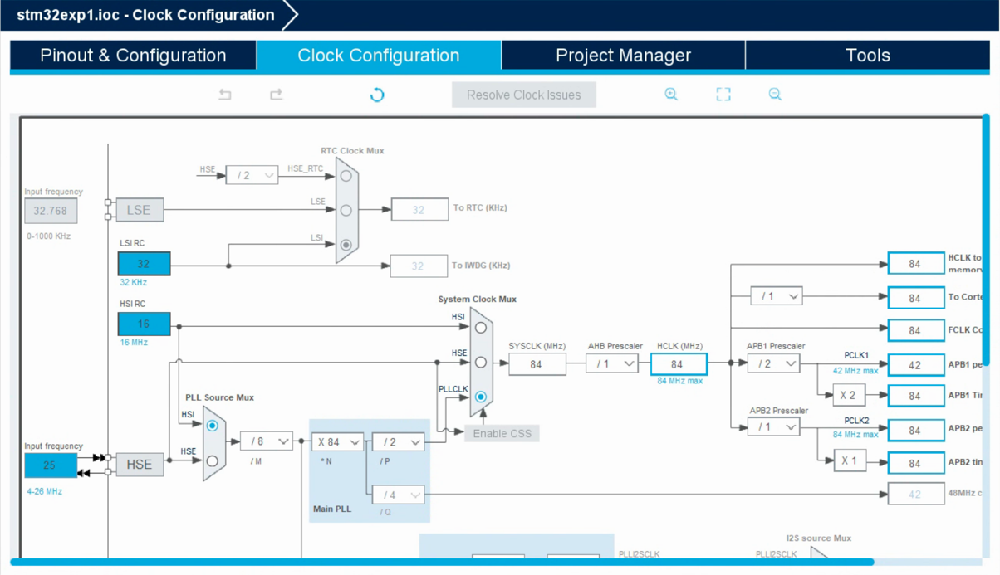 stm32exp1.ioc - Clock Configuration
Pinout & Configuration
Clock Configuration
Project Manager
Tools
Resolve Clock Issues
RTC Clock Mux
HSE
/ 2
HSE_RTC
Input frequency
32.768
0-1000 KHz
LSE
LSE
32
To RTC (KHz)
LSI
LSI RC
32
32 KHz
32
To IWDG (KHz)
HSI RC
16
16 MHz
System Clock Mux
HSI
HSE
PLLCLK
SYSCLK (MHz)
84
AHB Prescaler
/ 1
HCLK (MHz)
84
84 MHz max
84
HCLK to
memory
/ 1
84
To Corte
84
FCLK Co
APB1 Prescaler
/ 2
PCLK1
42 MHz max
42
APB1 pe
X 2
84
APB1 Ti
APB2 Prescaler
/ 1
PCLK2
84 MHz max
84
APB2 pe
X 1
84
APB2 tin
42
48MHz c
PLL Source Mux
HSI
HSE
Input frequency
25
4-26 MHz
HSE
/ 8
/ M
X 84
* N
/ 2
/ P
/ 4
/ Q
Main PLL
Enable CSS
PLLI2SCLK
PLLI2SCLK
I2S source Mux